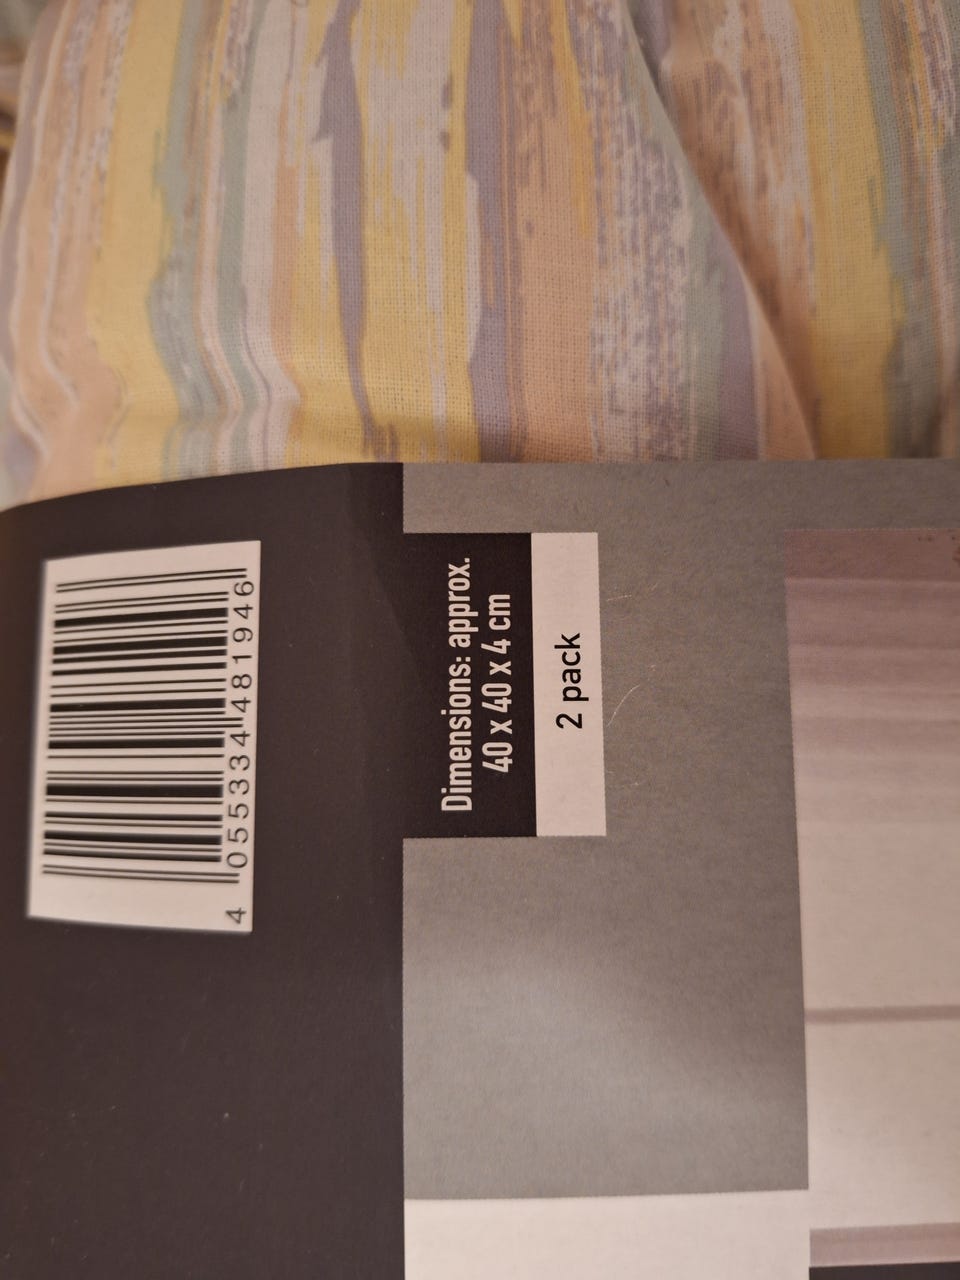 4 055334 481946
Dimensions: approx.
40 x 40 x 4 cm
2 pack